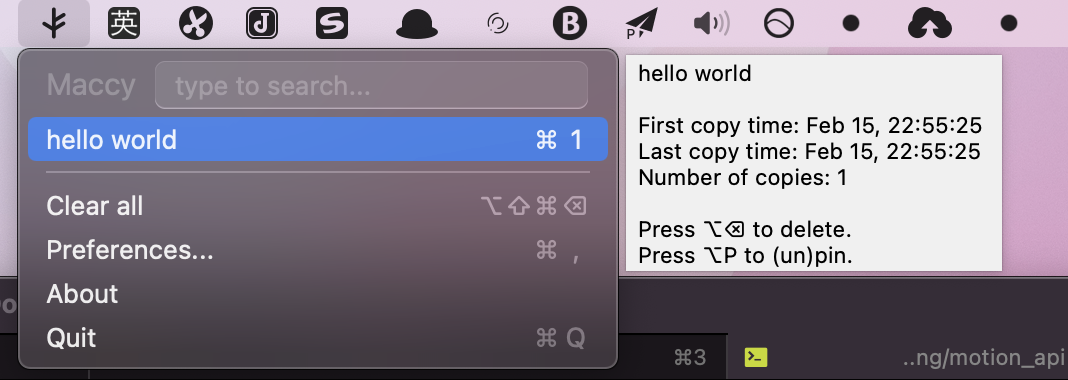 英
J
S
B
P
Maccy type to search...
hello world ⌘ 1
Clear all ⌥⇧⌘⌫
Preferences... ⌘ ,
About
Quit ⌘ Q
hello world
First copy time: Feb 15, 22:55:25
Last copy time: Feb 15, 22:55:25
Number of copies: 1
Press ⌥⌫ to delete.
Press ⌥P to (un)pin.
⌘3
..ng/motion_api